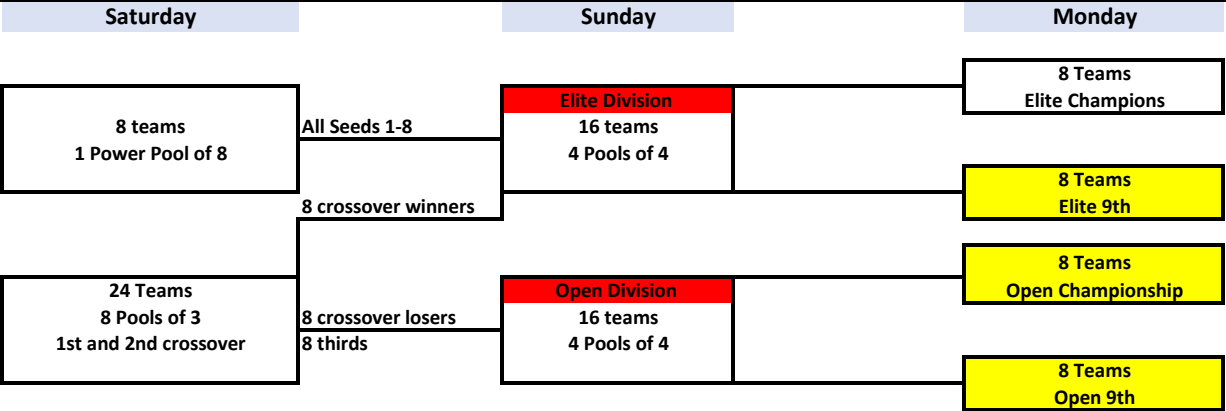 Saturday
Sunday
Monday
8 teams
1 Power Pool of 8
All Seeds 1-8
8 crossover winners
Elite Division
16 teams
4 Pools of 4
8 Teams
Elite Champions
8 Teams
Elite 9th
24 Teams
8 Pools of 3
1st and 2nd crossover
8 crossover losers
8 thirds
Open Division
16 teams
4 Pools of 4
8 Teams
Open Championship
8 Teams
Open 9th